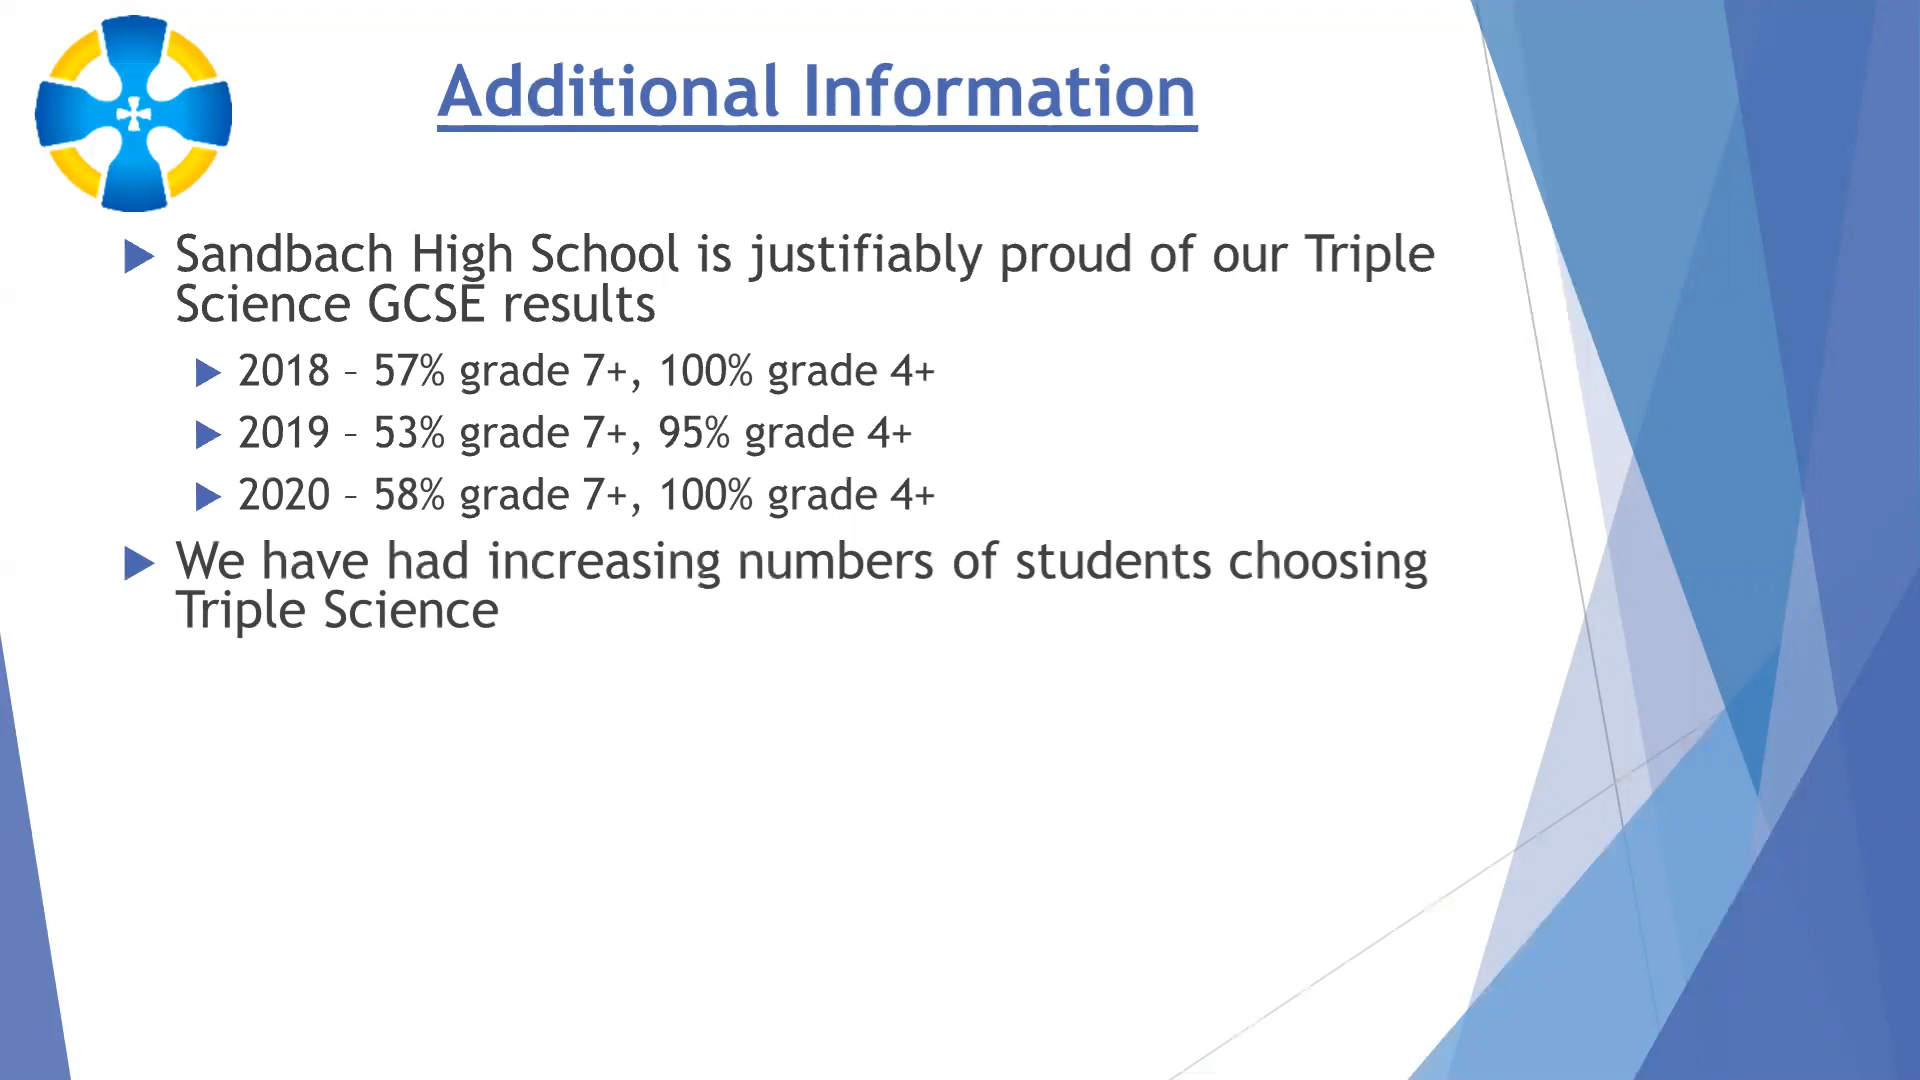 Additional Information
Sandbach High School is justifiably proud of our Triple
Science GCSE results
2018 – 57% grade 7+, 100% grade 4+
2019 – 53% grade 7+, 95% grade 4+
2020 – 58% grade 7+, 100% grade 4+
We have had increasing numbers of students choosing
Triple Science